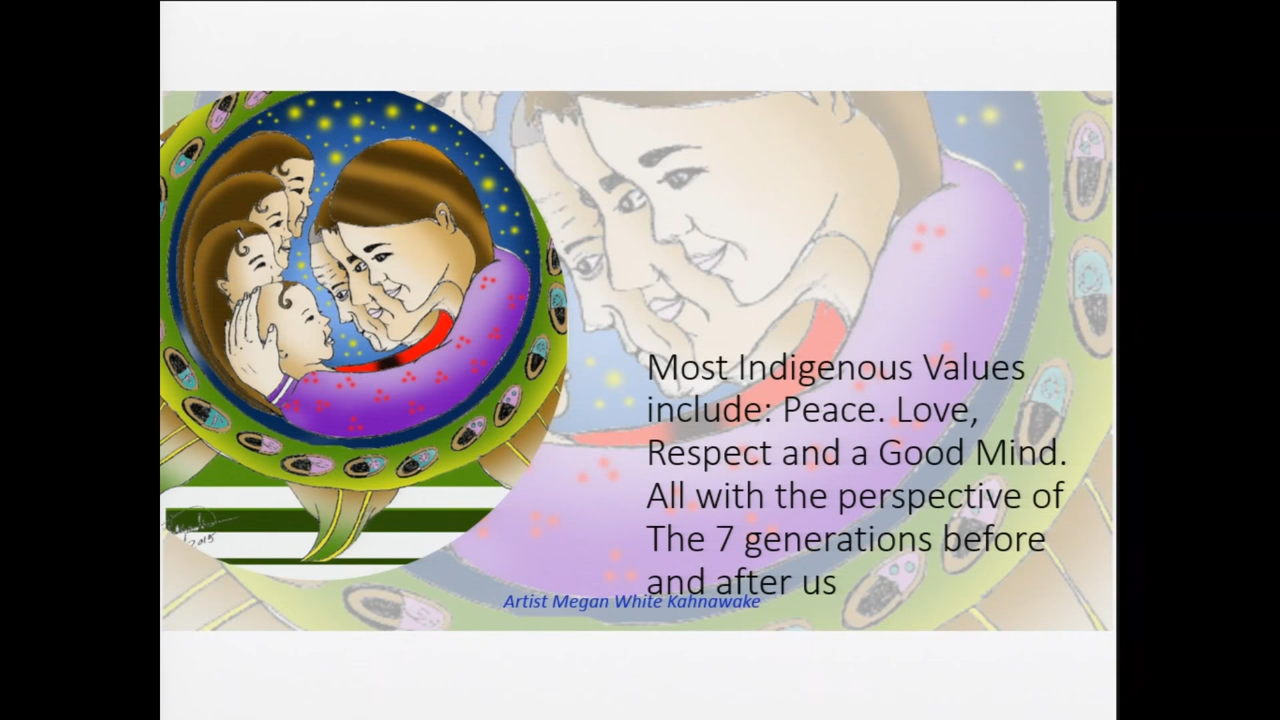 Most Indigenous Values
include: Peace. Love,
Respect and a Good Mind.
All with the perspective of
The 7 generations before
and after us
Artist Megan White Kahnawake
2015